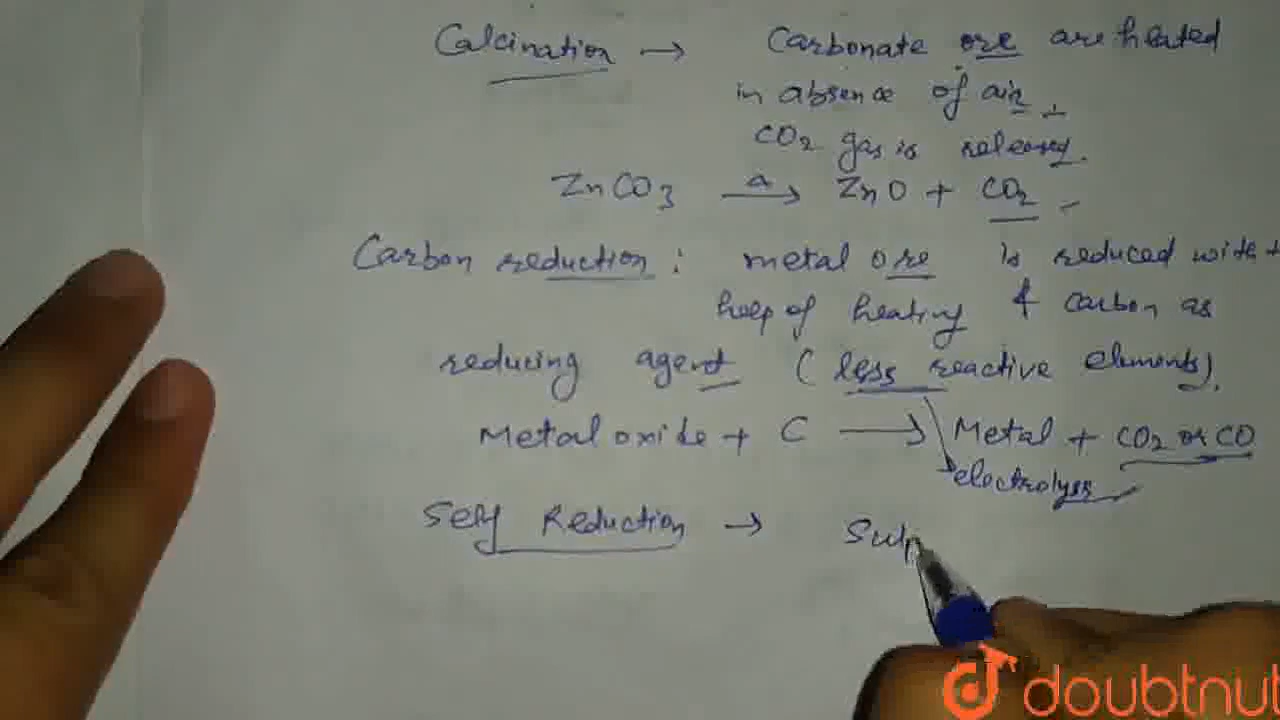 Calcination → Carbonate ore are heated
in absence of air.
CO2 gas is released.
ZnCO3 Δ→ ZnO + CO2
Carbon reduction : metal ore is reduced with
help of heating & carbon as
reducing agent (less reactive elements).
Metal oxide + C → Metal + CO2 or CO
electrolysis
Self Reduction → Sulp
doubtnut